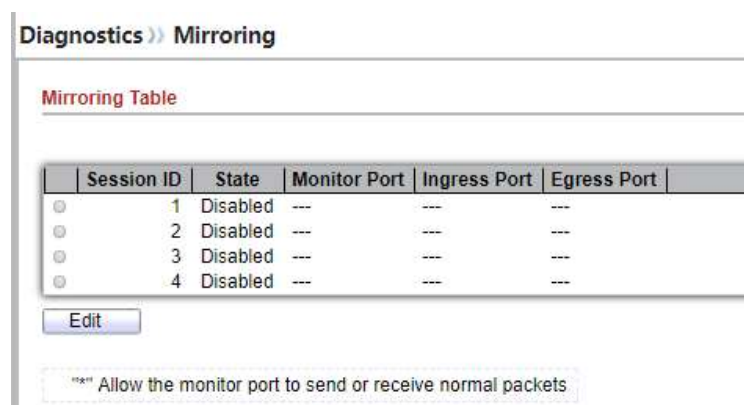 Diagnostics » Mirroring
Mirroring Table
Session ID State Monitor Port Ingress Port Egress Port
1 Disabled --- --- ---
2 Disabled --- --- ---
3 Disabled --- --- ---
4 Disabled --- --- ---
Edit
"*" Allow the monitor port to send or receive normal packets